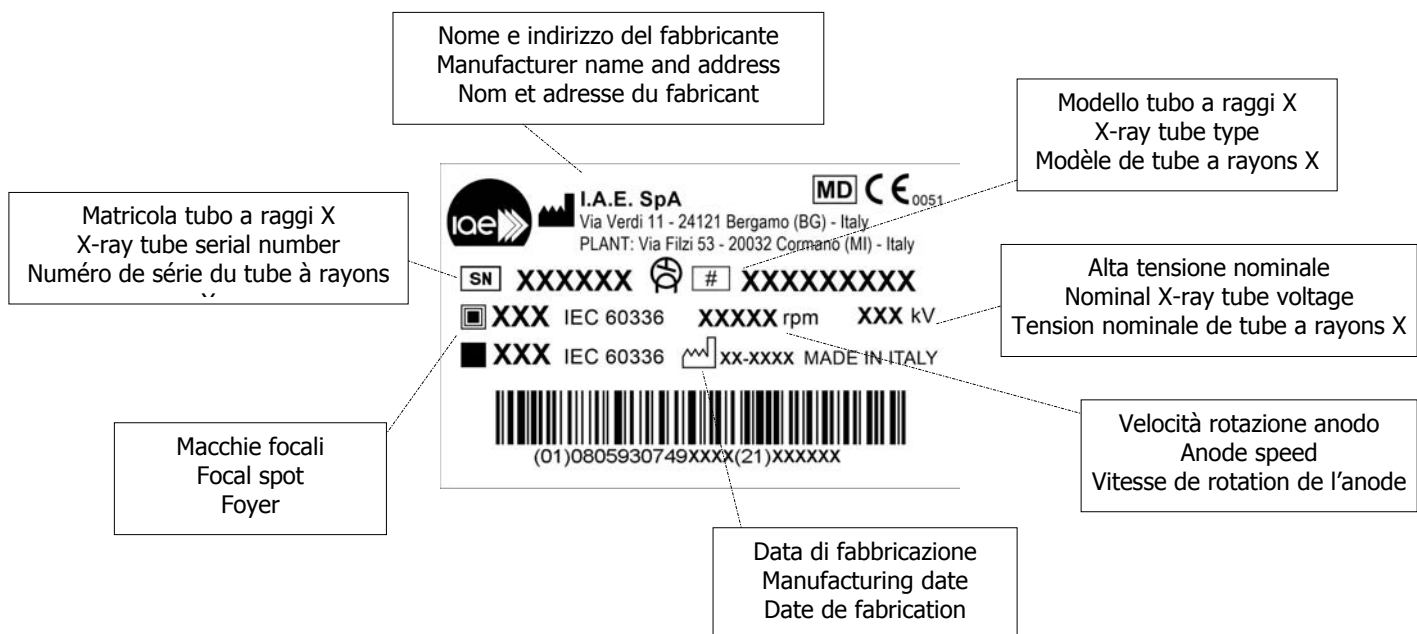 Nome e indirizzo del fabbricante
Manufacturer name and address
Nom et adresse du fabricant
Modello tubo a raggi X
X-ray tube type
Modèle de tube a rayons X
Matricola tubo a raggi X
X-ray tube serial number
Numéro de série du tube à rayons
iae
I.A.E. SpA
MD CE 0051
Via Verdi 11 - 24121 Bergamo (BG) - Italy
PLANT: Via Filzi 53 - 20032 Cormano (MI) - Italy
SN XXXXXX # XXXXXXXXX
XXX IEC 60336 XXXXX rpm XXX kV
XXX IEC 60336 XX-XXXX MADE IN ITALY
(01)0805930749XXXX(21)XXXXXX
Alta tensione nominale
Nominal X-ray tube voltage
Tension nominale de tube a rayons X
Macchie focali
Focal spot
Foyer
Velocità rotazione anodo
Anode speed
Vitesse de rotation de l’anode
Data di fabbricazione
Manufacturing date
Date de fabrication